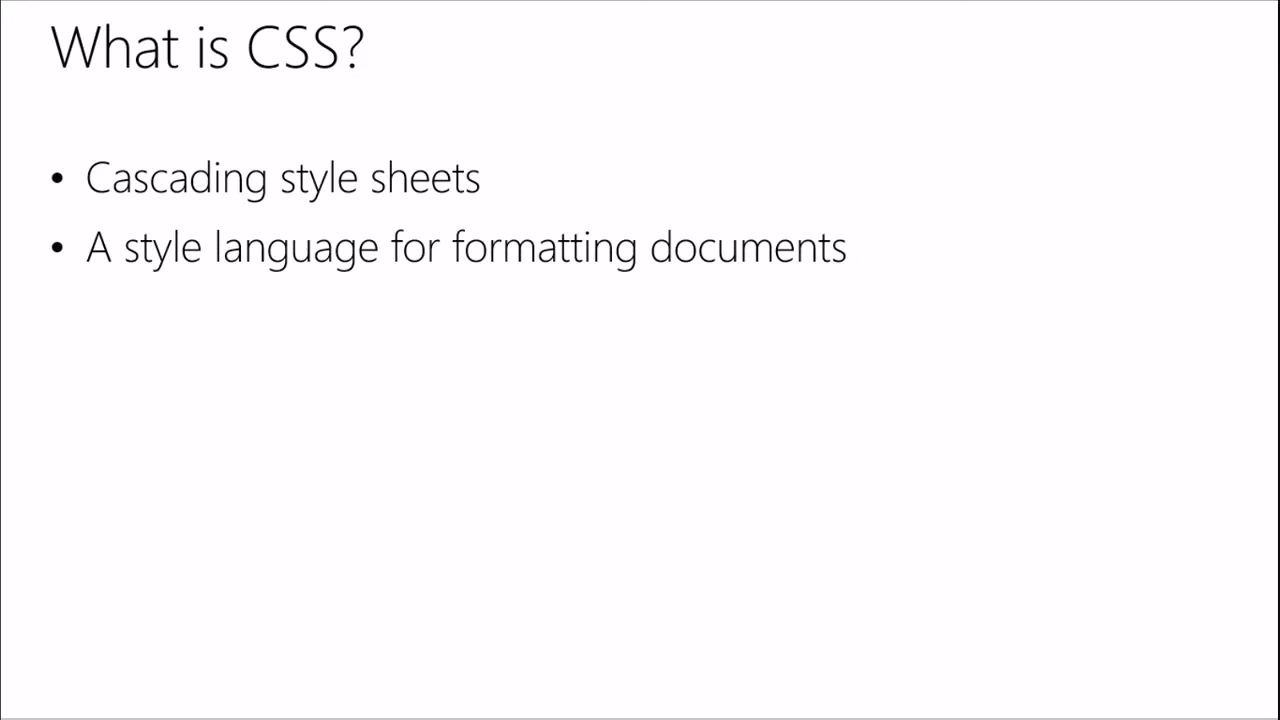 What is CSS?
• Cascading style sheets
• A style language for formatting documents